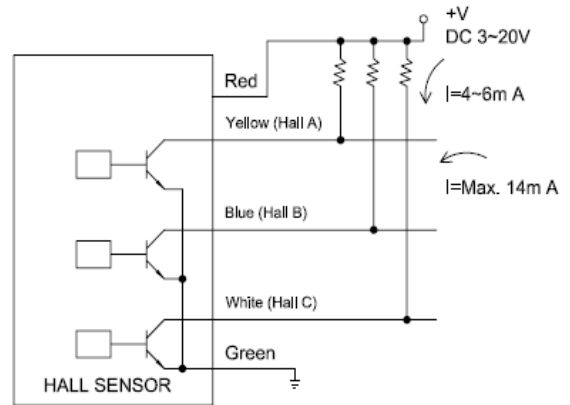 +V
DC 3~20V
Red
I=4~6m A
Yellow (Hall A)
I=Max. 14m A
Blue (Hall B)
White (Hall C)
Green
HALL SENSOR